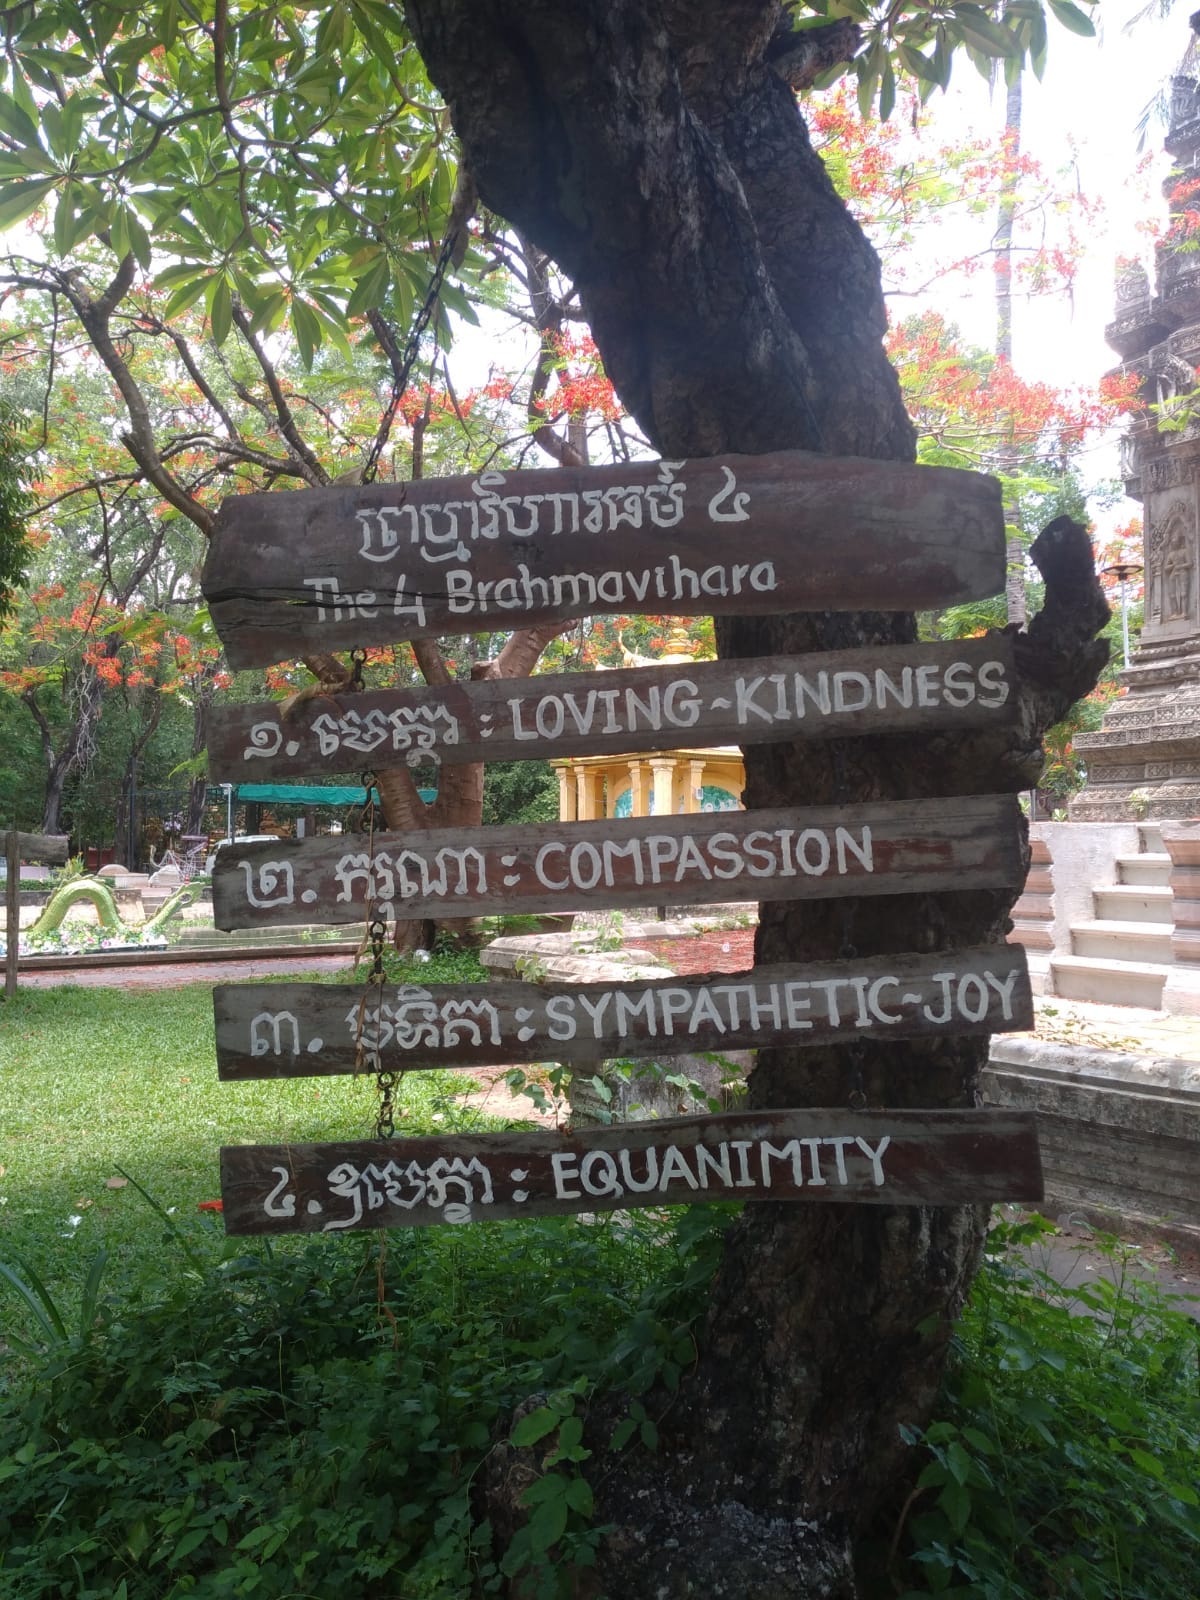 ព្រហ្មវិហារធម៌ ៤
The 4 Brahmavihara
១. មេត្តា : LOVING~KINDNESS
២. ករុណា : COMPASSION
៣. មុទិតា : SYMPATHETIC~JOY
៤. ឧបេក្ខា : EQUANIMITY